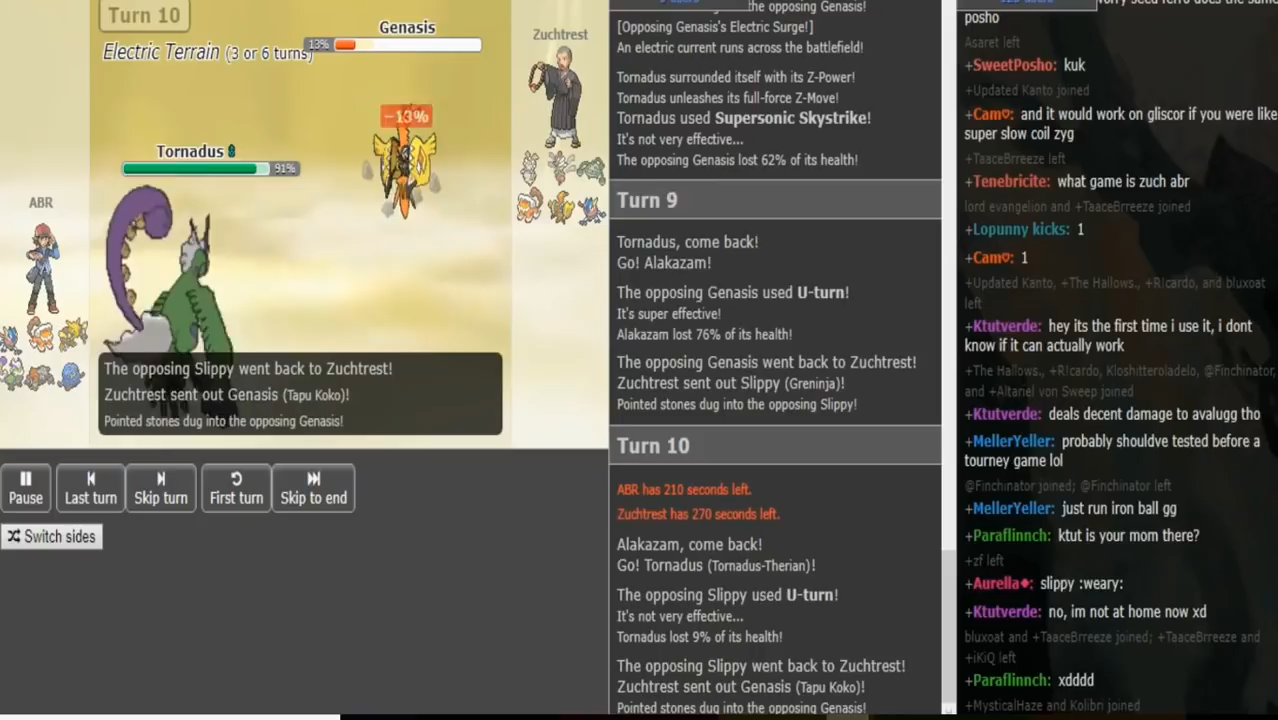 Turn 10
Electric Terrain (3 or 6 turns)
Genasis
13%
-13%
Tornadus
91%
ABR
Zuchtrest
The opposing Slippy went back to Zuchtrest!
Zuchtrest sent out Genasis (Tapu Koko)!
Pointed stones dug into the opposing Genasis!
Pause
Last turn
Skip turn
First turn
Skip to end
Switch sides
the opposing Genasis!
[Opposing Genasis's Electric Surge!]
An electric current runs across the battlefield!
Tornadus surrounded itself with its Z-Power!
Tornadus unleashes its full-force Z-Move!
Tornadus used Supersonic Skystrike!
It's not very effective...
The opposing Genasis lost 62% of its health!
Turn 9
Tornadus, come back!
Go! Alakazam!
The opposing Genasis used U-turn!
It's super effective!
Alakazam lost 76% of its health!
The opposing Genasis went back to Zuchtrest!
Zuchtrest sent out Slippy (Greninja)!
Pointed stones dug into the opposing Slippy!
Turn 10
ABR has 210 seconds left.
Zuchtrest has 270 seconds left.
Alakazam, come back!
Go! Tornadus (Tornadus-Therian)!
The opposing Slippy used U-turn!
It's not very effective...
Tornadus lost 9% of its health!
The opposing Slippy went back to Zuchtrest!
Zuchtrest sent out Genasis (Tapu Koko)!
Pointed stones dug into the opposing Genasis!
posho
Asaret left
+SweetPosho: kuk
+Updated Kanto joined
+Cam♡: and it would work on gliscor if you were like
super slow coil zyg
+TaaceBrreeze left
+Tenebricite: what game is zuch abr
lord evangelion and +TaaceBrreeze joined
+Lopunny kicks: 1
+Cam♡: 1
+Updated Kanto, +The Hallows., +R!cardo, and bluxoat
left
+Ktutverde: hey its the first time i use it, i dont
know if it can actually work
+The Hallows., +R!cardo, Kloshitteroladelo, @Finchinator,
and +Altanel von Sweep joined
+Ktutverde: deals decent damage to avalugg tho
+MellerYeller: probably shouldve tested before a
tourney game lol
@Finchinator joined; @Finchinator left
+MellerYeller: just run iron ball gg
+Paraflinnch: ktut is your mom there?
+zf left
+Aurella◆: slippy :weary:
+Ktutverde: no, im not at home now xd
bluxoat and +TaaceBrreeze joined; +TaaceBrreeze and
+iKiQ left
+Paraflinnch: xdddd
+MysticalHaze and Kolibri joined